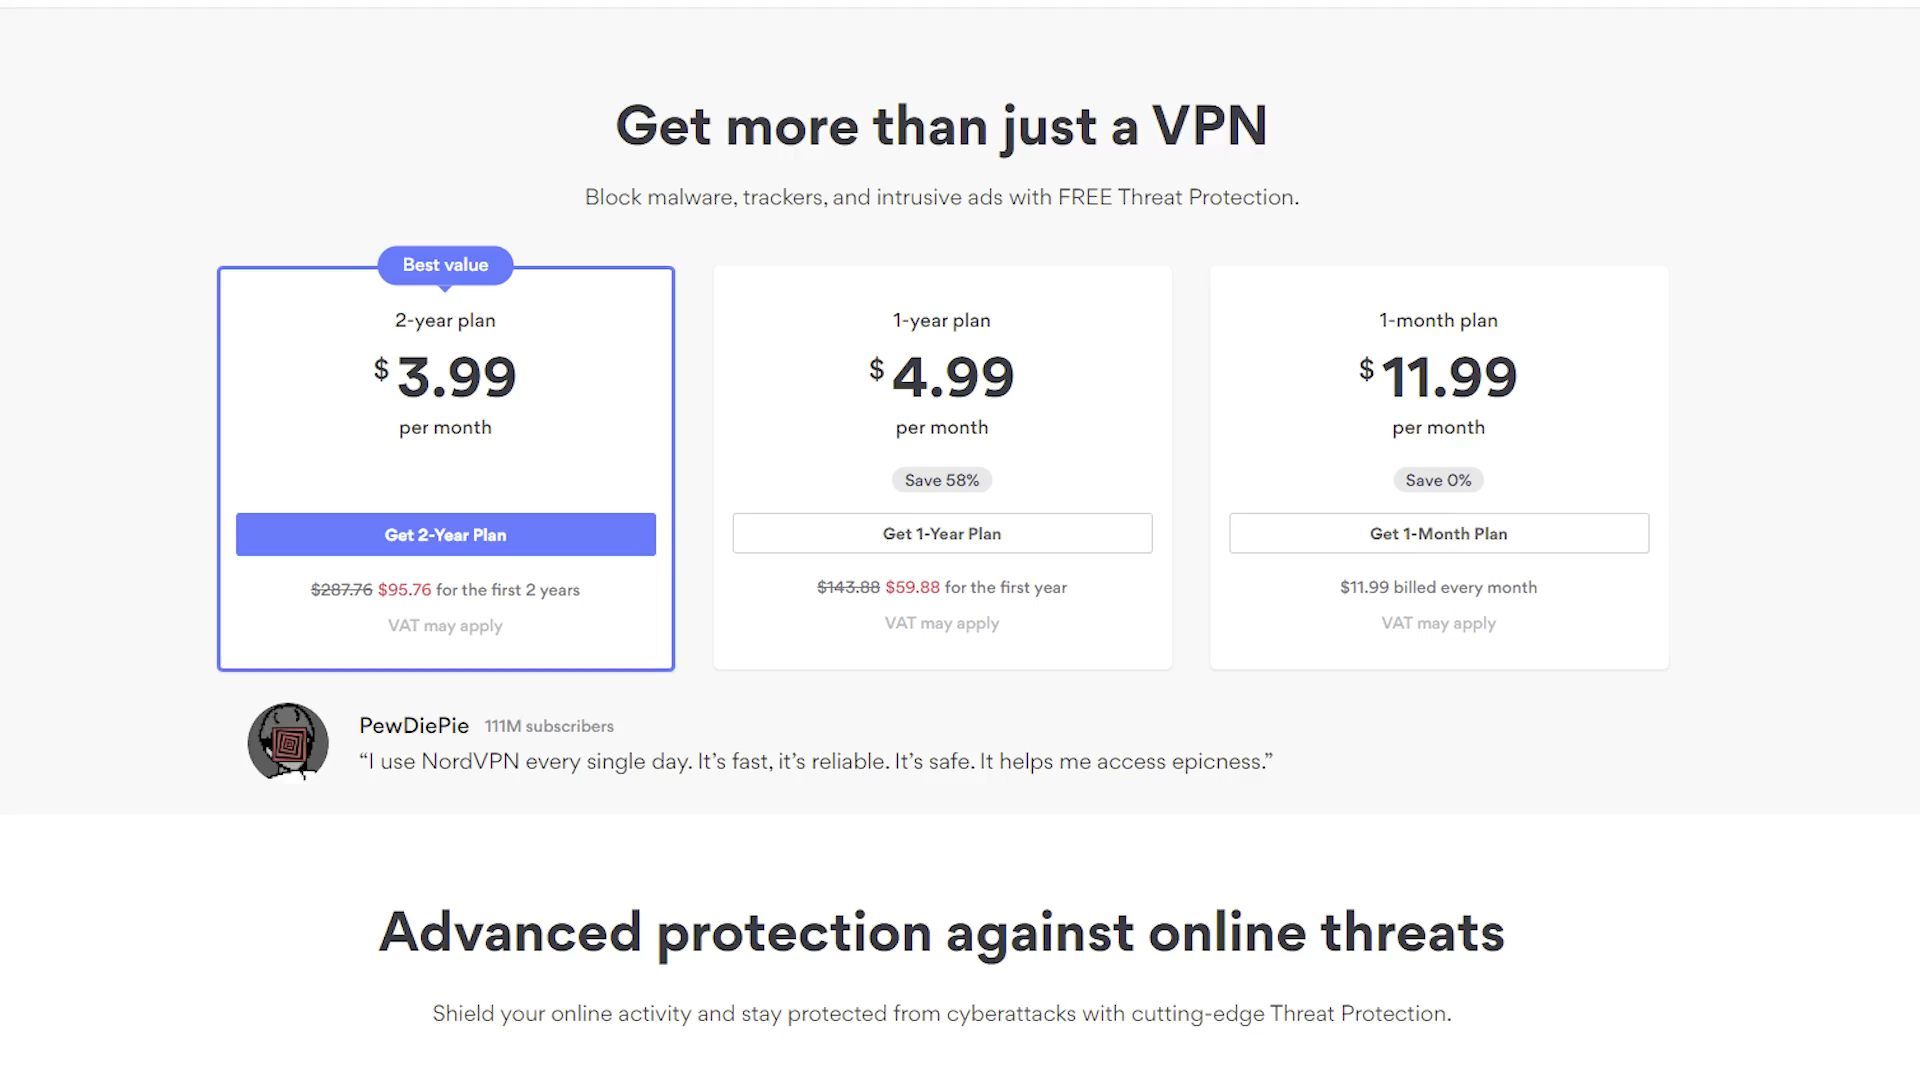 Get more than just a VPN
Block malware, trackers, and intrusive ads with FREE Threat Protection.
Best value
2-year plan
$3.99
per month
Get 2-Year Plan
$287.76 $95.76 for the first 2 years
VAT may apply
1-year plan
$4.99
per month
Save 58%
Get 1-Year Plan
$143.88 $59.88 for the first year
VAT may apply
1-month plan
$11.99
per month
Save 0%
Get 1-Month Plan
$11.99 billed every month
VAT may apply
PewDiePie 111M subscribers
“I use NordVPN every single day. It’s fast, it’s reliable. It’s safe. It helps me access epicness.”
Advanced protection against online threats
Shield your online activity and stay protected from cyberattacks with cutting-edge Threat Protection.